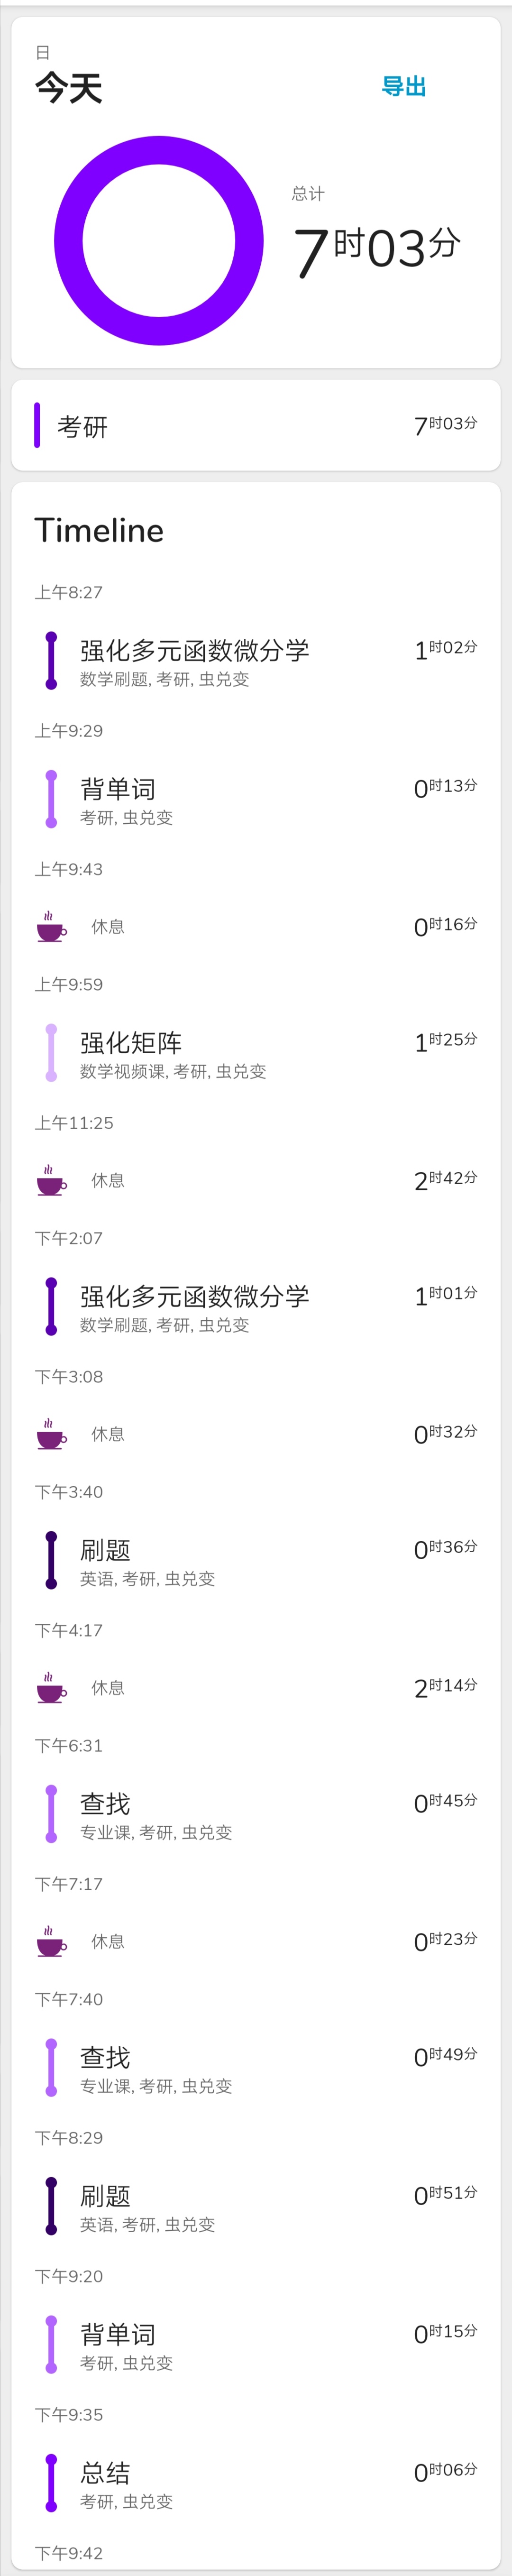 日
今天
导出
总计
7时03分
考研 7时03分
Timeline
上午8:27
强化多元函数微分学 1时02分
数学刷题, 考研, 虫兑变
上午9:29
背单词 0时13分
考研, 虫兑变
上午9:43
休息 0时16分
上午9:59
强化矩阵 1时25分
数学视频课, 考研, 虫兑变
上午11:25
休息 2时42分
下午2:07
强化多元函数微分学 1时01分
数学刷题, 考研, 虫兑变
下午3:08
休息 0时32分
下午3:40
刷题 0时36分
英语, 考研, 虫兑变
下午4:17
休息 2时14分
下午6:31
查找 0时45分
专业课, 考研, 虫兑变
下午7:17
休息 0时23分
下午7:40
查找 0时49分
专业课, 考研, 虫兑变
下午8:29
刷题 0时51分
英语, 考研, 虫兑变
下午9:20
背单词 0时15分
考研, 虫兑变
下午9:35
总结 0时06分
考研, 虫兑变
下午9:42